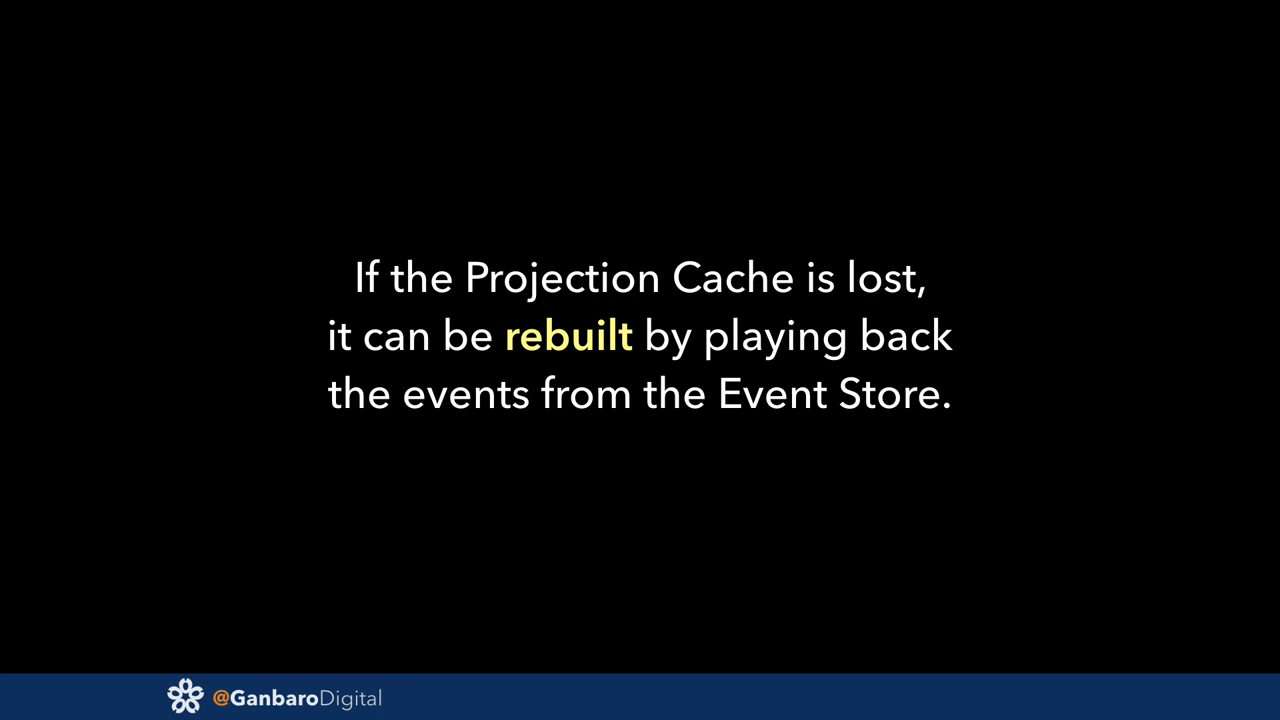 If the Projection Cache is lost,
it can be rebuilt by playing back
the events from the Event Store.
@GanbaroDigital